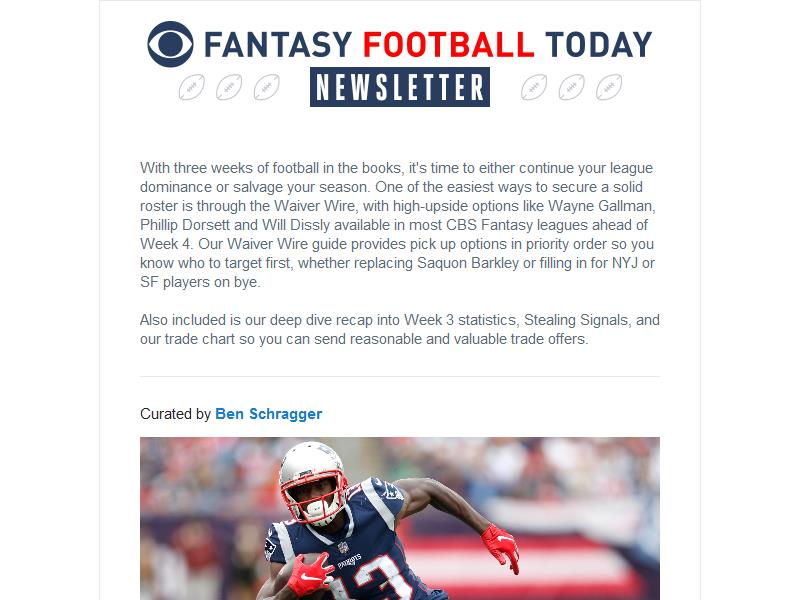 FANTASY FOOTBALL TODAY
NEWSLETTER
With three weeks of football in the books, it's time to either continue your league
dominance or salvage your season. One of the easiest ways to secure a solid
roster is through the Waiver Wire, with high-upside options like Wayne Gallman,
Phillip Dorsett and Will Dissly available in most CBS Fantasy leagues ahead of
Week 4. Our Waiver Wire guide provides pick up options in priority order so you
know who to target first, whether replacing Saquon Barkley or filling in for NYJ or
SF players on bye.
Also included is our deep dive recap into Week 3 statistics, Stealing Signals, and
our trade chart so you can send reasonable and valuable trade offers.
Curated by Ben Schragger
PATRIOTS
13